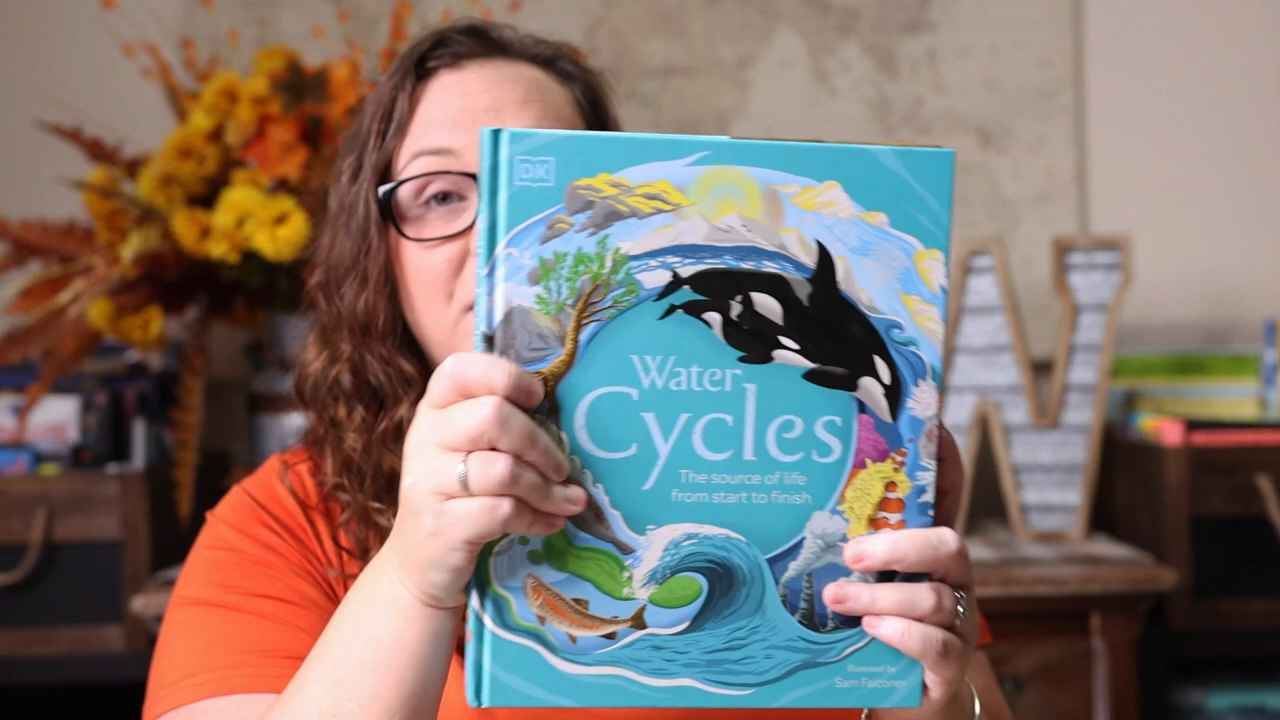 DK
Water
Cycles
The source of life
from start to finish
Illustrated by
Sam Falconer
W